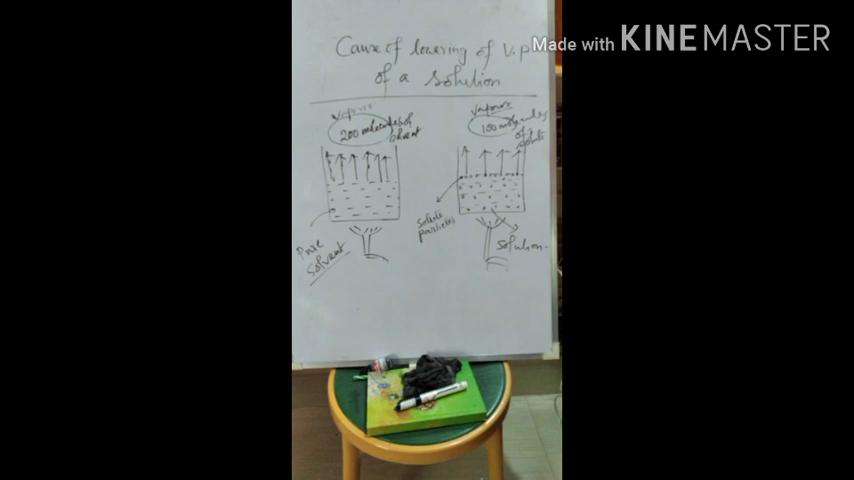 Made with KINEMASTER
Cause of lowering of V.P
of a solution
vapours
200 molecules of
solvent
vapours
100 molecules
of
solute
particles
Pure
solvent
solution